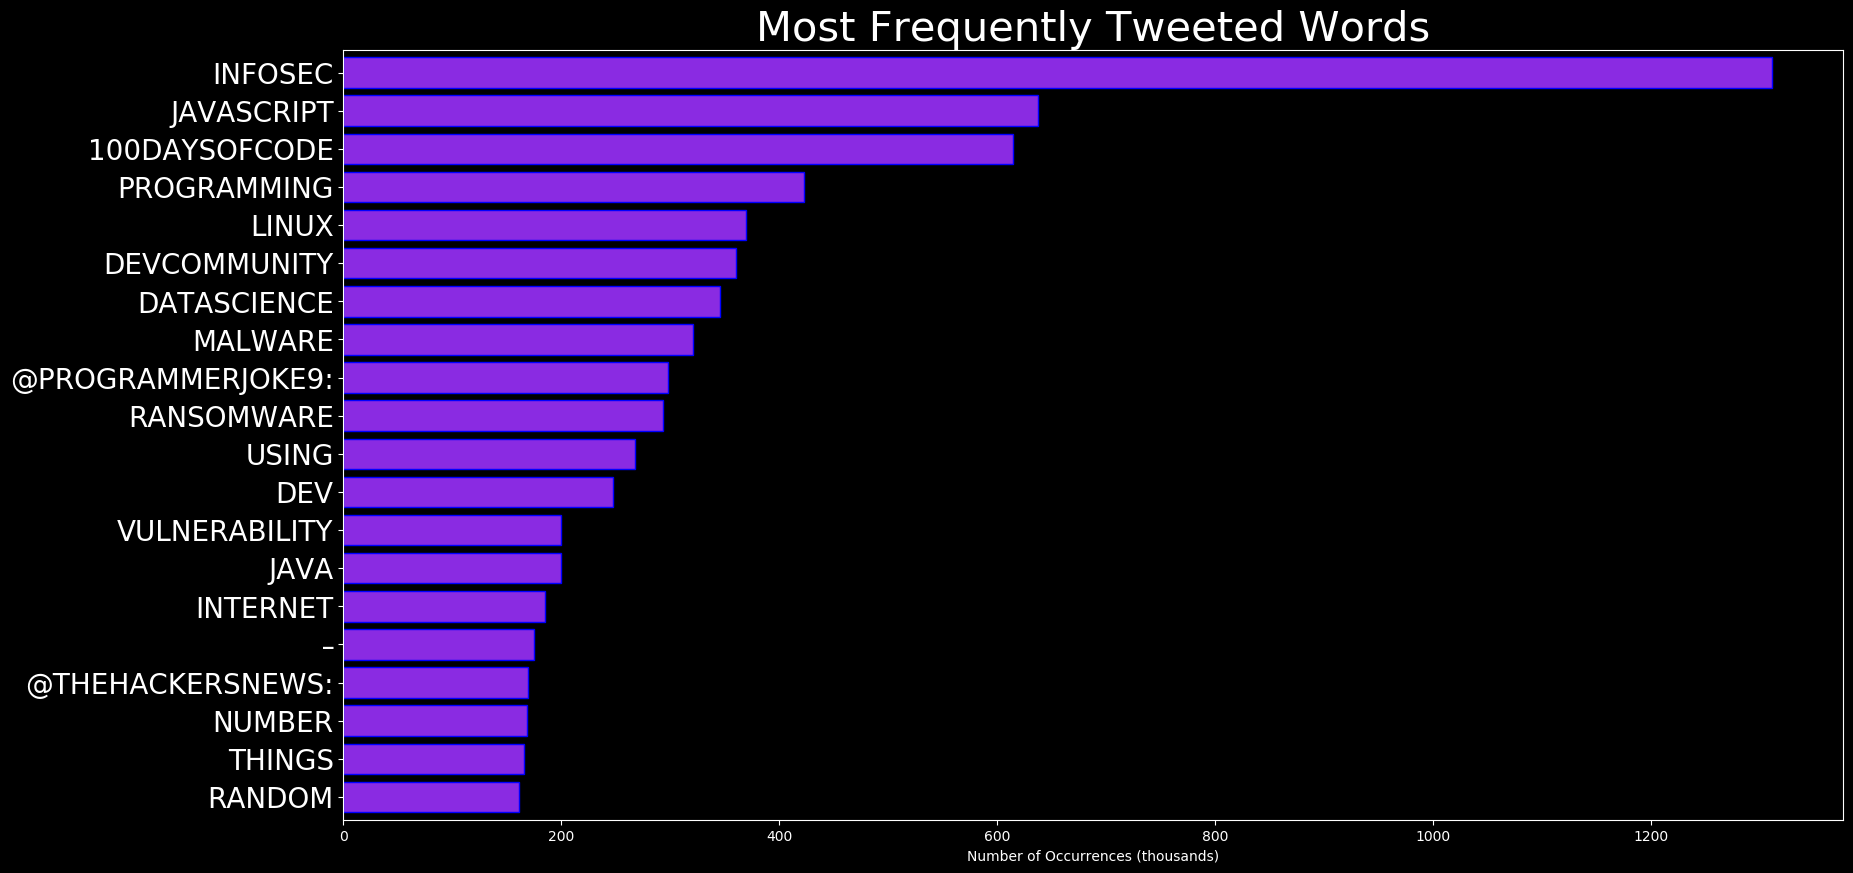 Most Frequently Tweeted Words
INFOSEC
JAVASCRIPT
100DAYSOFCODE
PROGRAMMING
LINUX
DEVCOMMUNITY
DATASCIENCE
MALWARE
@PROGRAMMERJOKE9:
RANSOMWARE
USING
DEV
VULNERABILITY
JAVA
INTERNET
–
@THEHACKERSNEWS:
NUMBER
THINGS
RANDOM
0 200 400 600 800 1000 1200
Number of Occurrences (thousands)